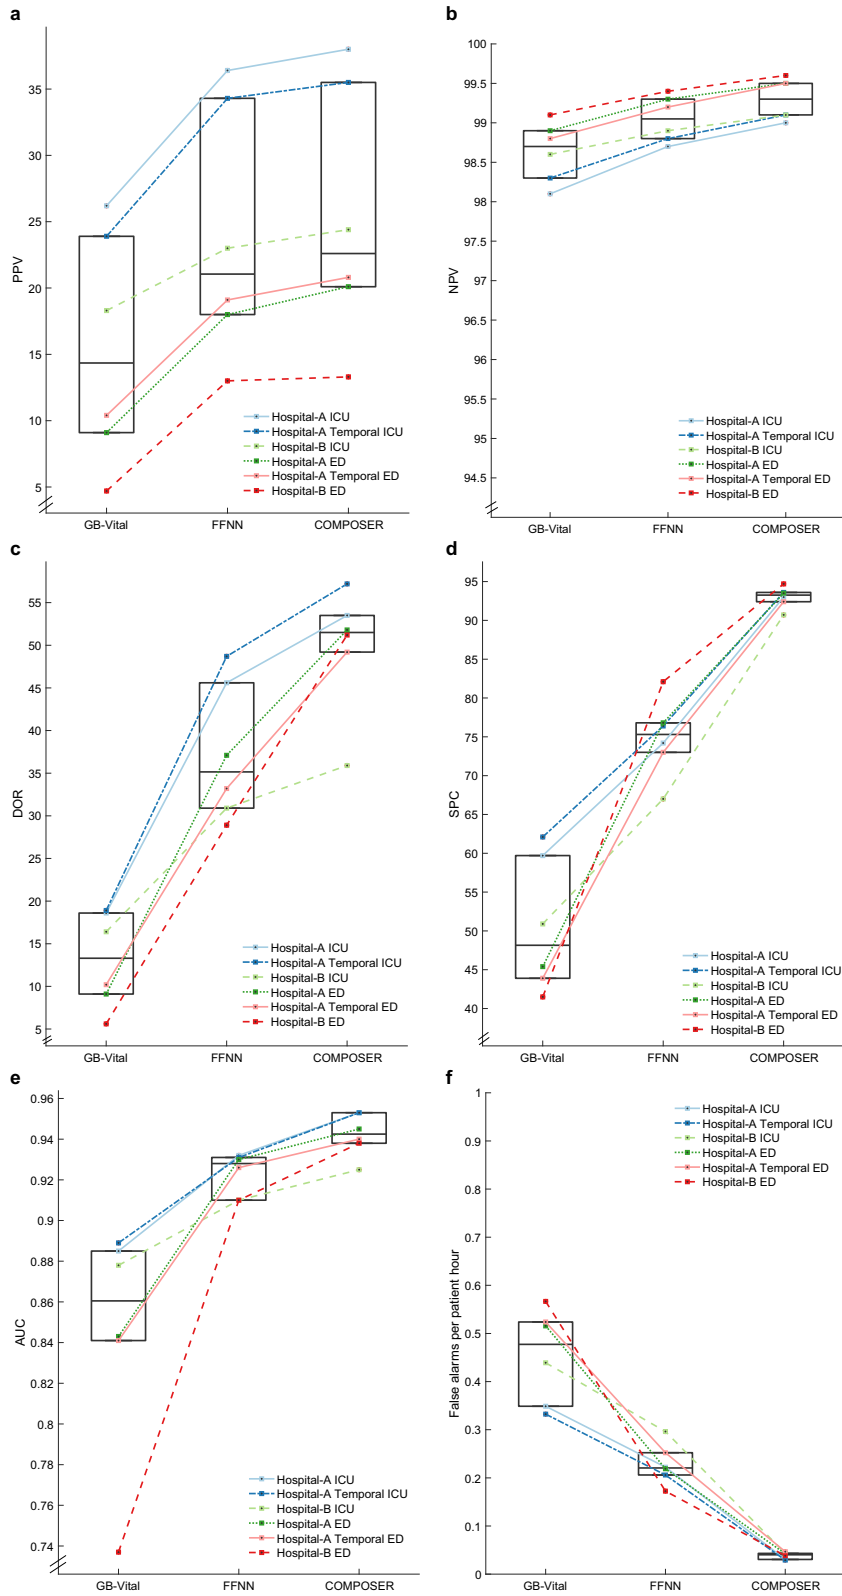 a
35
30
25
20
15
10
5
PPV
Hospital-A ICU
Hospital-A Temporal ICU
Hospital-B ICU
Hospital-A ED
Hospital-A Temporal ED
Hospital-B ED
GB-Vital FFNN COMPOSER
b
100
99.5
99
98.5
98
97.5
97
96.5
96
95.5
95
94.5
NPV
Hospital-A ICU
Hospital-A Temporal ICU
Hospital-B ICU
Hospital-A ED
Hospital-A Temporal ED
Hospital-B ED
GB-Vital FFNN COMPOSER
c
55
50
45
40
35
30
25
20
15
10
5
DOR
Hospital-A ICU
Hospital-A Temporal ICU
Hospital-B ICU
Hospital-A ED
Hospital-A Temporal ED
Hospital-B ED
GB-Vital FFNN COMPOSER
d
95
90
85
80
75
70
65
60
55
50
45
40
SPC
Hospital-A ICU
Hospital-A Temporal ICU
Hospital-B ICU
Hospital-A ED
Hospital-A Temporal ED
Hospital-B ED
GB-Vital FFNN COMPOSER
e
0.96
0.94
0.92
0.9
0.88
0.86
0.84
0.82
0.8
0.78
0.76
0.74
AUC
Hospital-A ICU
Hospital-A Temporal ICU
Hospital-B ICU
Hospital-A ED
Hospital-A Temporal ED
Hospital-B ED
GB-Vital FFNN COMPOSER
f
1
0.9
0.8
0.7
0.6
0.5
0.4
0.3
0.2
0.1
0
False alarms per patient hour
Hospital-A ICU
Hospital-A Temporal ICU
Hospital-B ICU
Hospital-A ED
Hospital-A Temporal ED
Hospital-B ED
GB-Vital FFNN COMPOSER